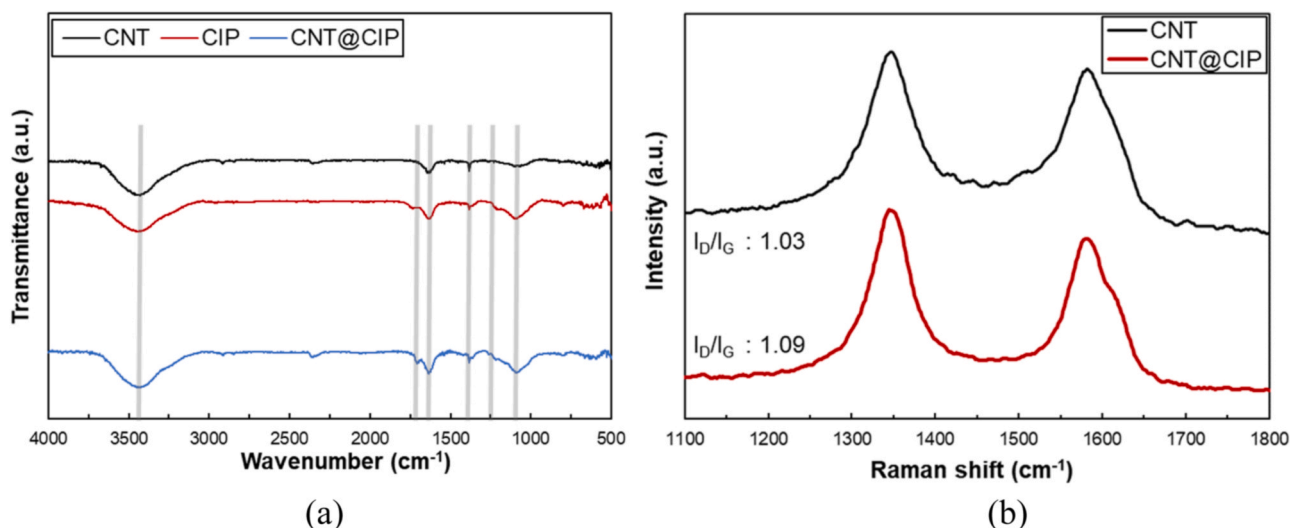 CNT CIP CNT@CIP
Transmittance (a.u.)
4000 3500 3000 2500 2000 1500 1000 500
Wavenumber (cm⁻¹)
(a)
CNT
CNT@CIP
Intensity (a.u.)
I_D/I_G : 1.03
I_D/I_G : 1.09
1100 1200 1300 1400 1500 1600 1700 1800
Raman shift (cm⁻¹)
(b)